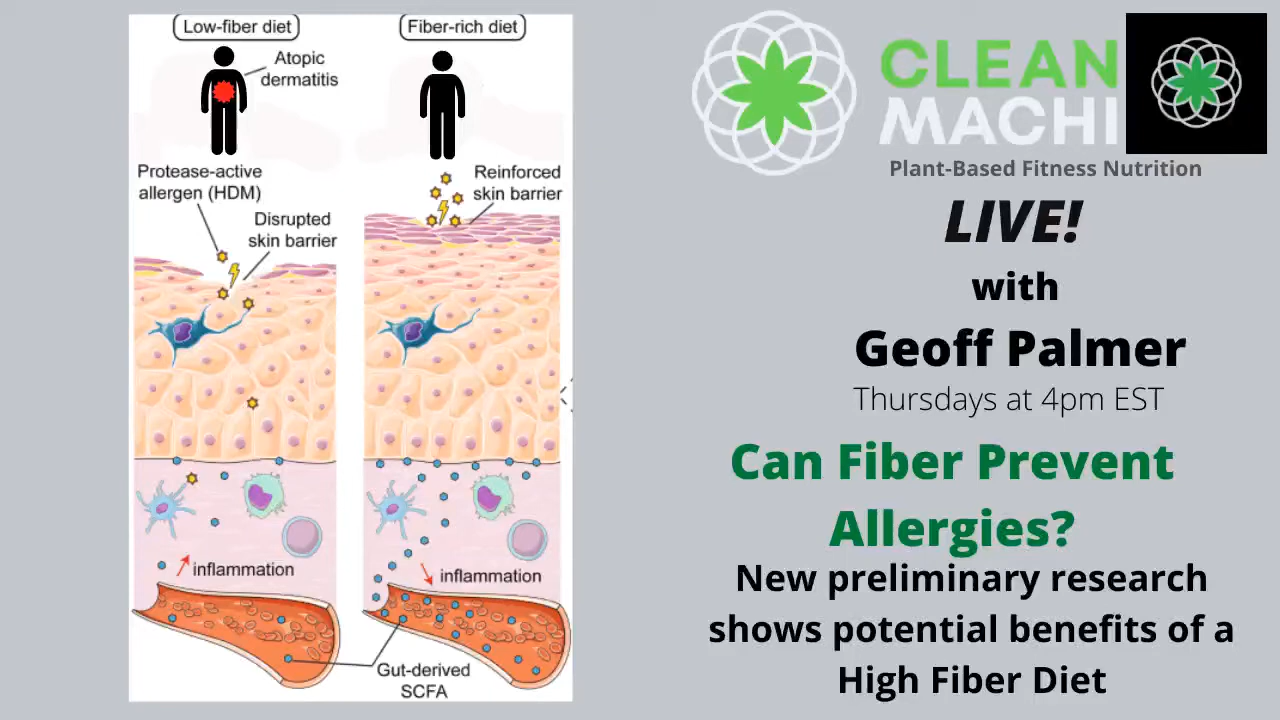 Low-fiber diet
Atopic
dermatitis
Protease-active
allergen (HDM)
Disrupted
skin barrier
inflammation
Fiber-rich diet
Reinforced
skin barrier
inflammation
Gut-derived
SCFA
CLEAN
MACHI
Plant-Based Fitness Nutrition
LIVE!
with
Geoff Palmer
Thursdays at 4pm EST
Can Fiber Prevent
Allergies?
New preliminary research
shows potential benefits of a
High Fiber Diet